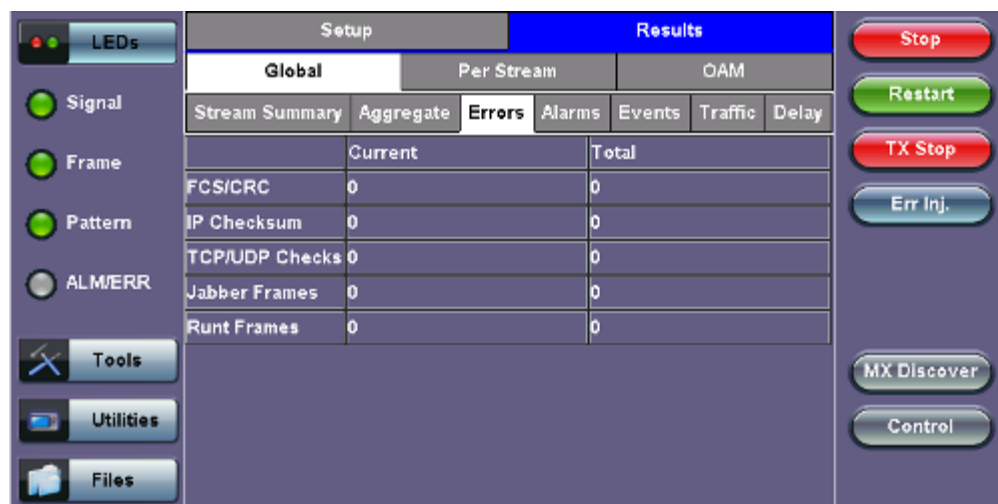 LEDs
Signal
Frame
Pattern
ALM/ERR
Tools
Utilities
Files
Setup Results
Global Per Stream OAM
Stream Summary Aggregate Errors Alarms Events Traffic Delay
Current Total
FCS/CRC 0 0
IP Checksum 0 0
TCP/UDP Checks 0 0
Jabber Frames 0 0
Runt Frames 0 0
Stop
Restart
TX Stop
Err Inj.
MX Discover
Control